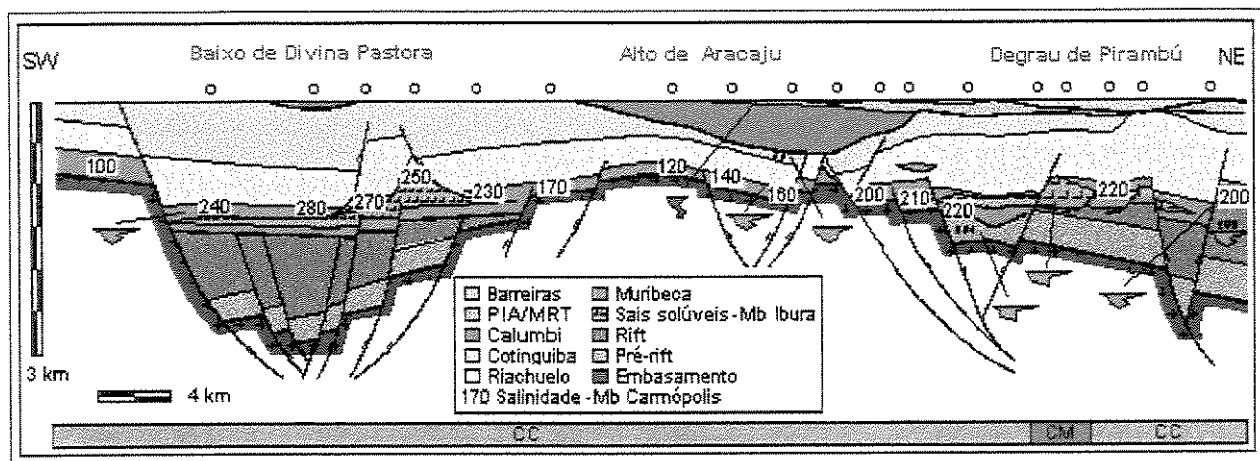 SW Baixo de Divina Pastora Alto de Aracaju Degrau de Pirambú NE
100
240
280
270
250
230
170
120
140
160
200
210
220
220
200
3 km
4 km
Barreiras
PIA/MRT
Calumbi
Cotinguiba
Riachuelo
Muribeca
Sais solúveis - Mb Ibura
Rift
Pré-rift
Embasamento
170 Salinidade - Mb Carmópolis
CC CM CC